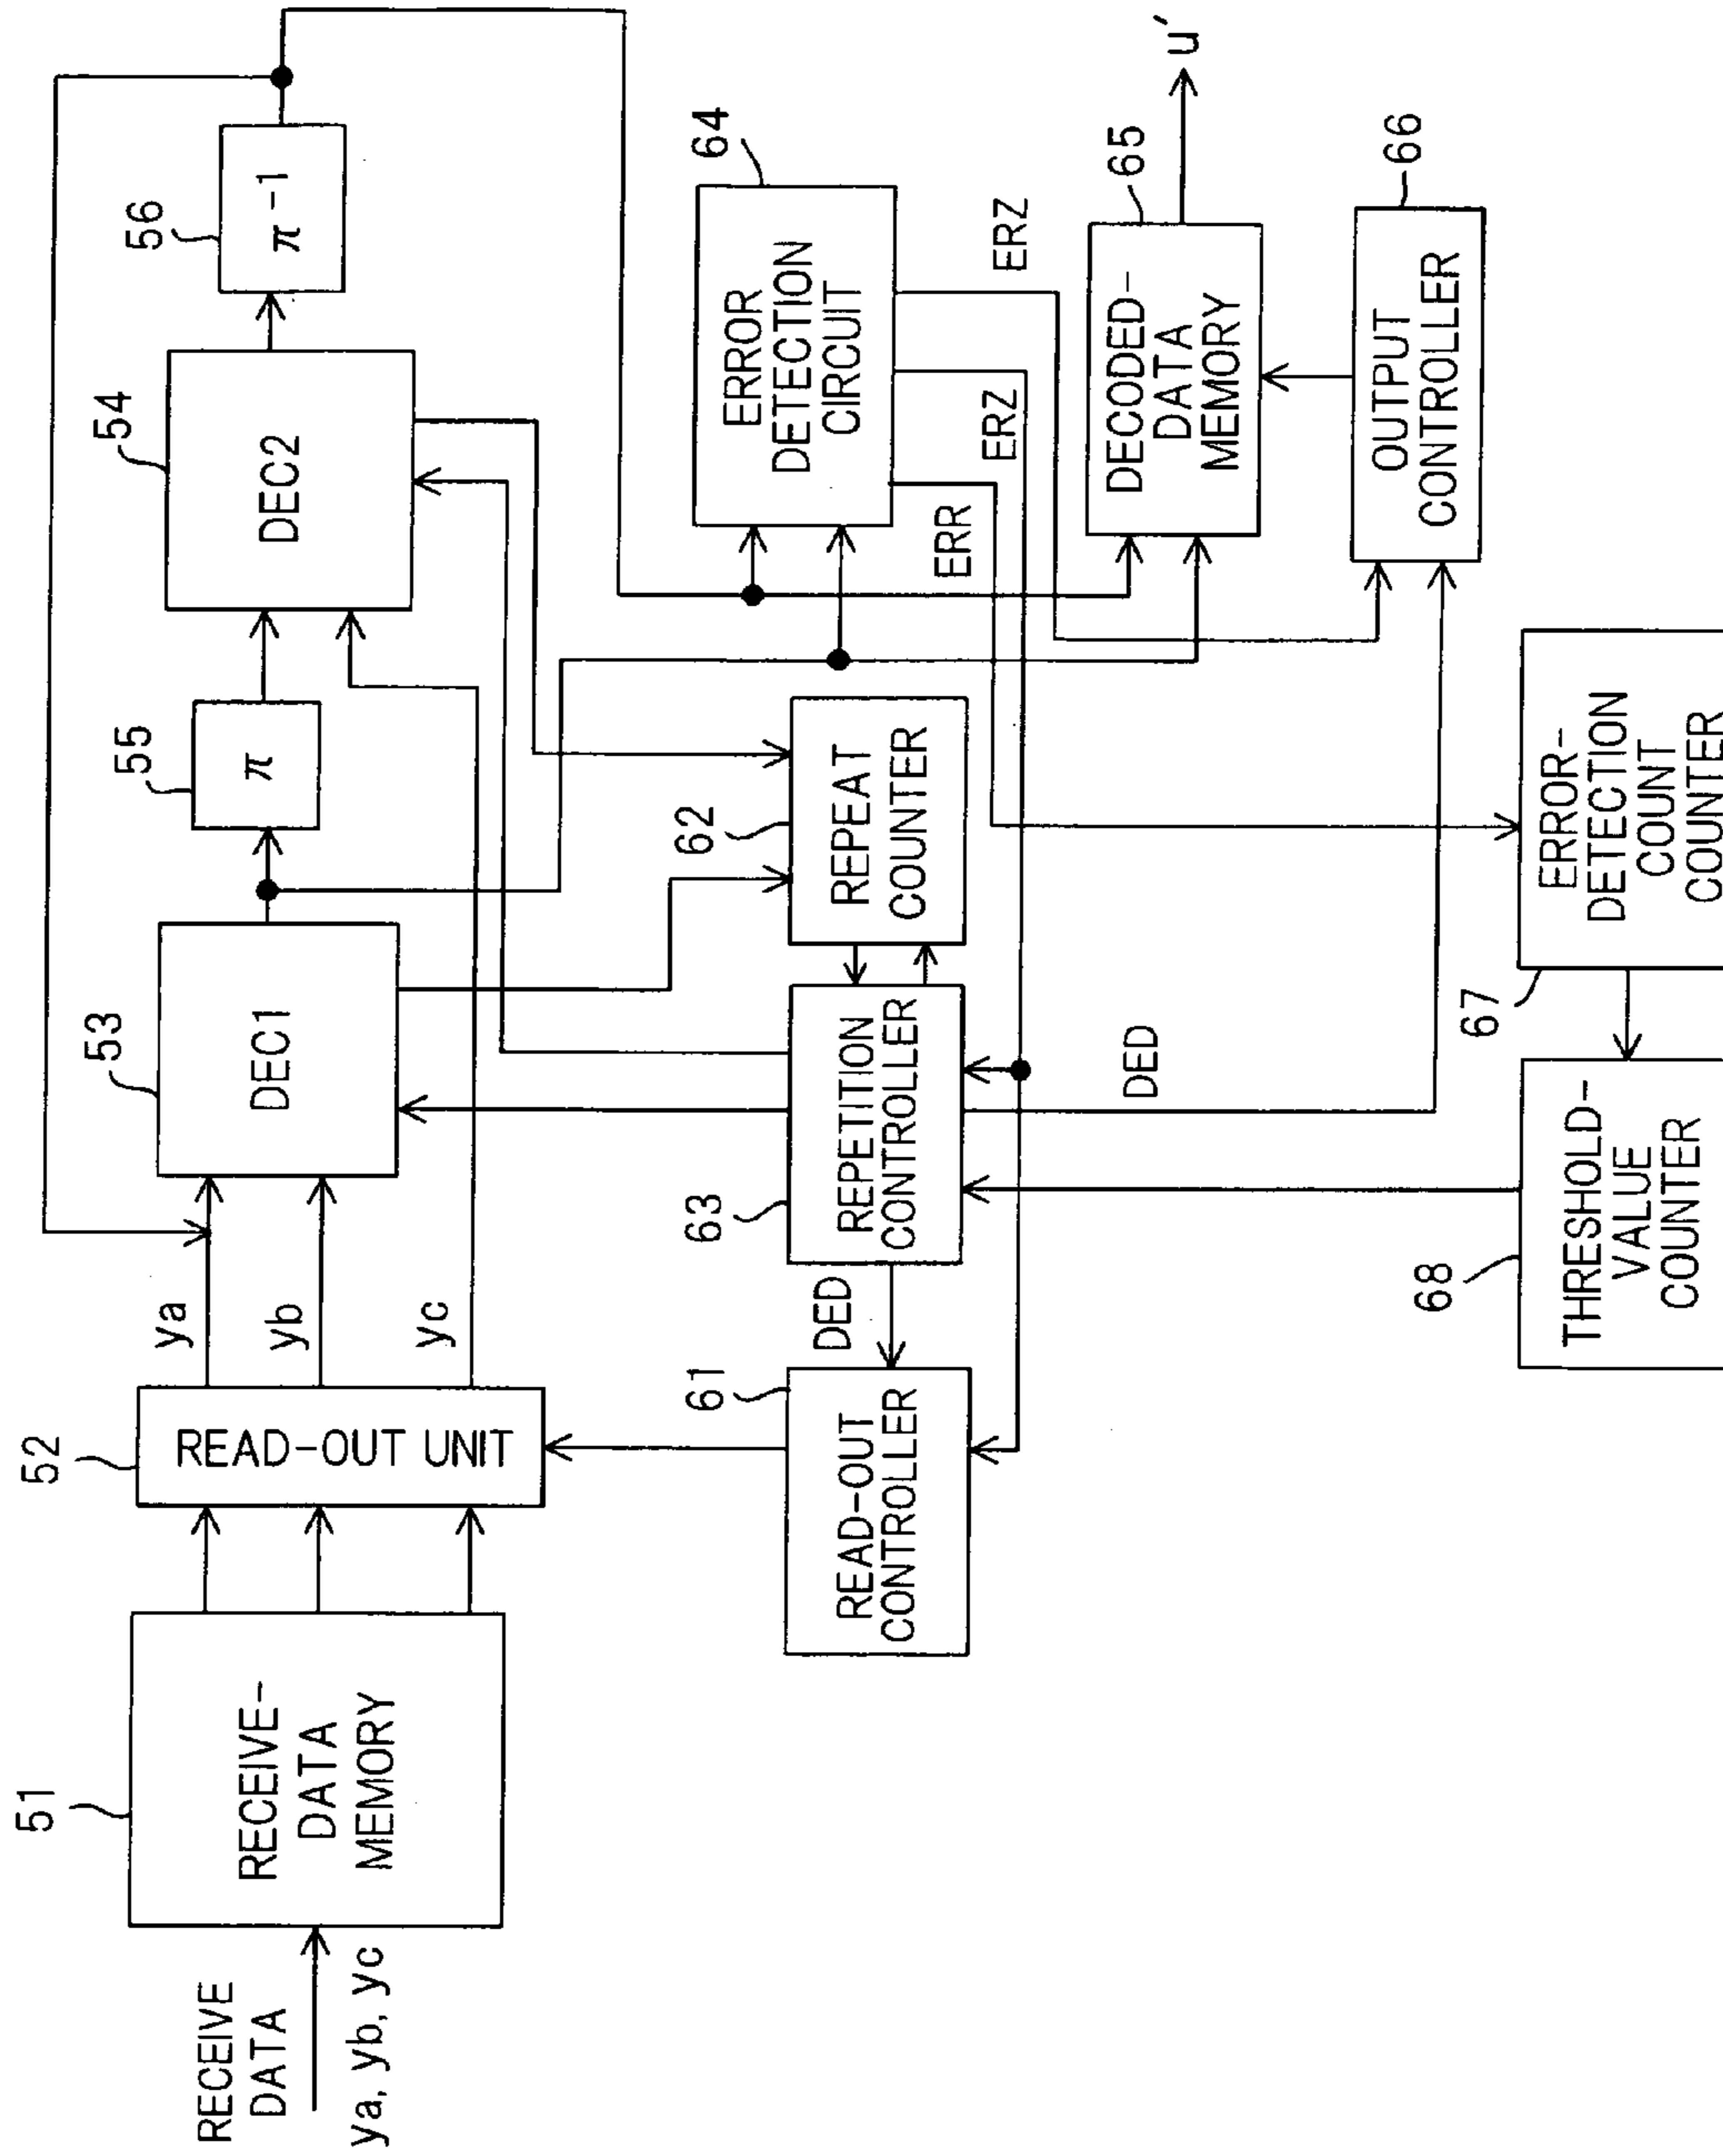 RECEIVE
DATA
ya, yb, yc
51
RECEIVE-
DATA
MEMORY
52
READ-OUT UNIT
ya
yb
yc
53
DEC1
55
π
54
DEC2
56
π⁻¹
61
READ-OUT
CONTROLLER
DED
63
REPETITION
CONTROLLER
62
REPEAT
COUNTER
64
ERROR
DETECTION
CIRCUIT
ERR
ERZ
ERZ
DED
65
DECODED-
DATA
MEMORY
u'
66
OUTPUT
CONTROLLER
68
THRESHOLD-
VALUE
COUNTER
67
ERROR-
DETECTION
COUNT
COUNTER